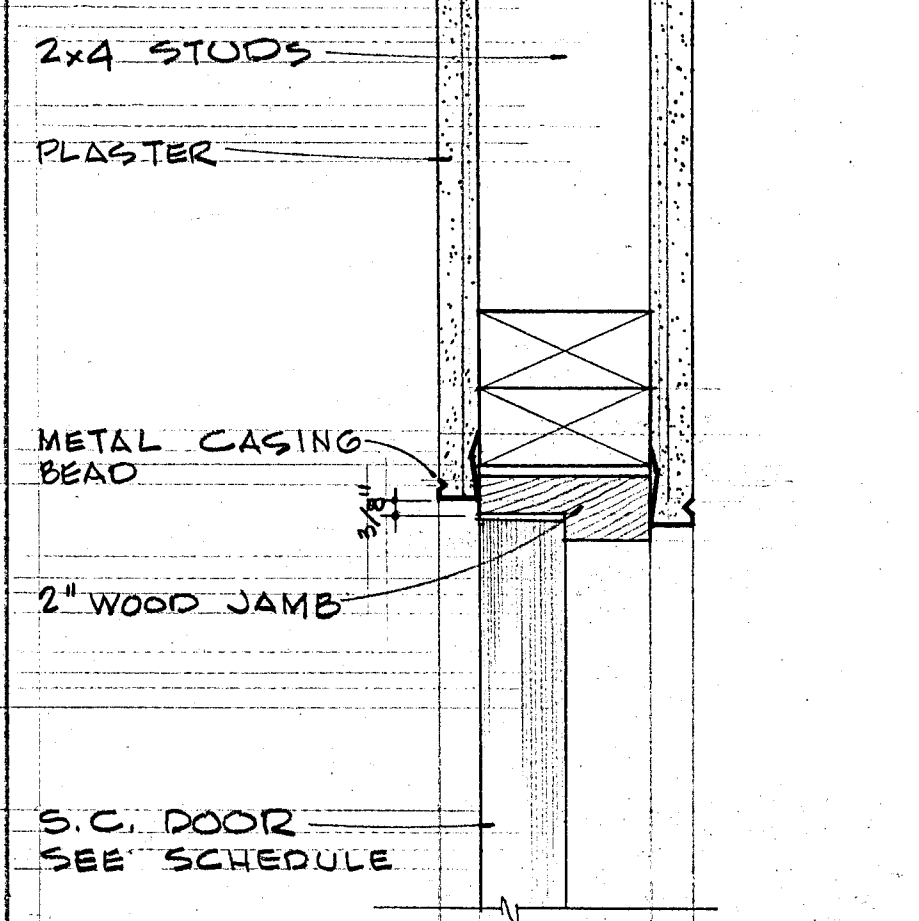 2x4 STUDS
PLASTER
METAL CASING
BEAD
3/8"
2" WOOD JAMB
S.C. DOOR
SEE SCHEDULE